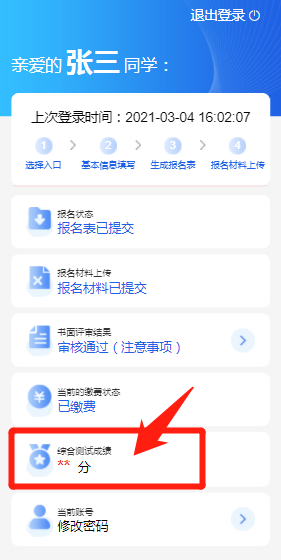 退出登录
亲爱的 张三 同学：
上次登录时间：2021-03-04 16:02:07
1 2 3 4
选择入口 基本信息填写 生成报名表 报名材料上传
报名状态
报名表已提交
报名材料上传
报名材料已提交
书面评审结果
审核通过（注意事项）
当前的缴费状态
已缴费
综合测试成绩
** 分
当前账号
修改密码